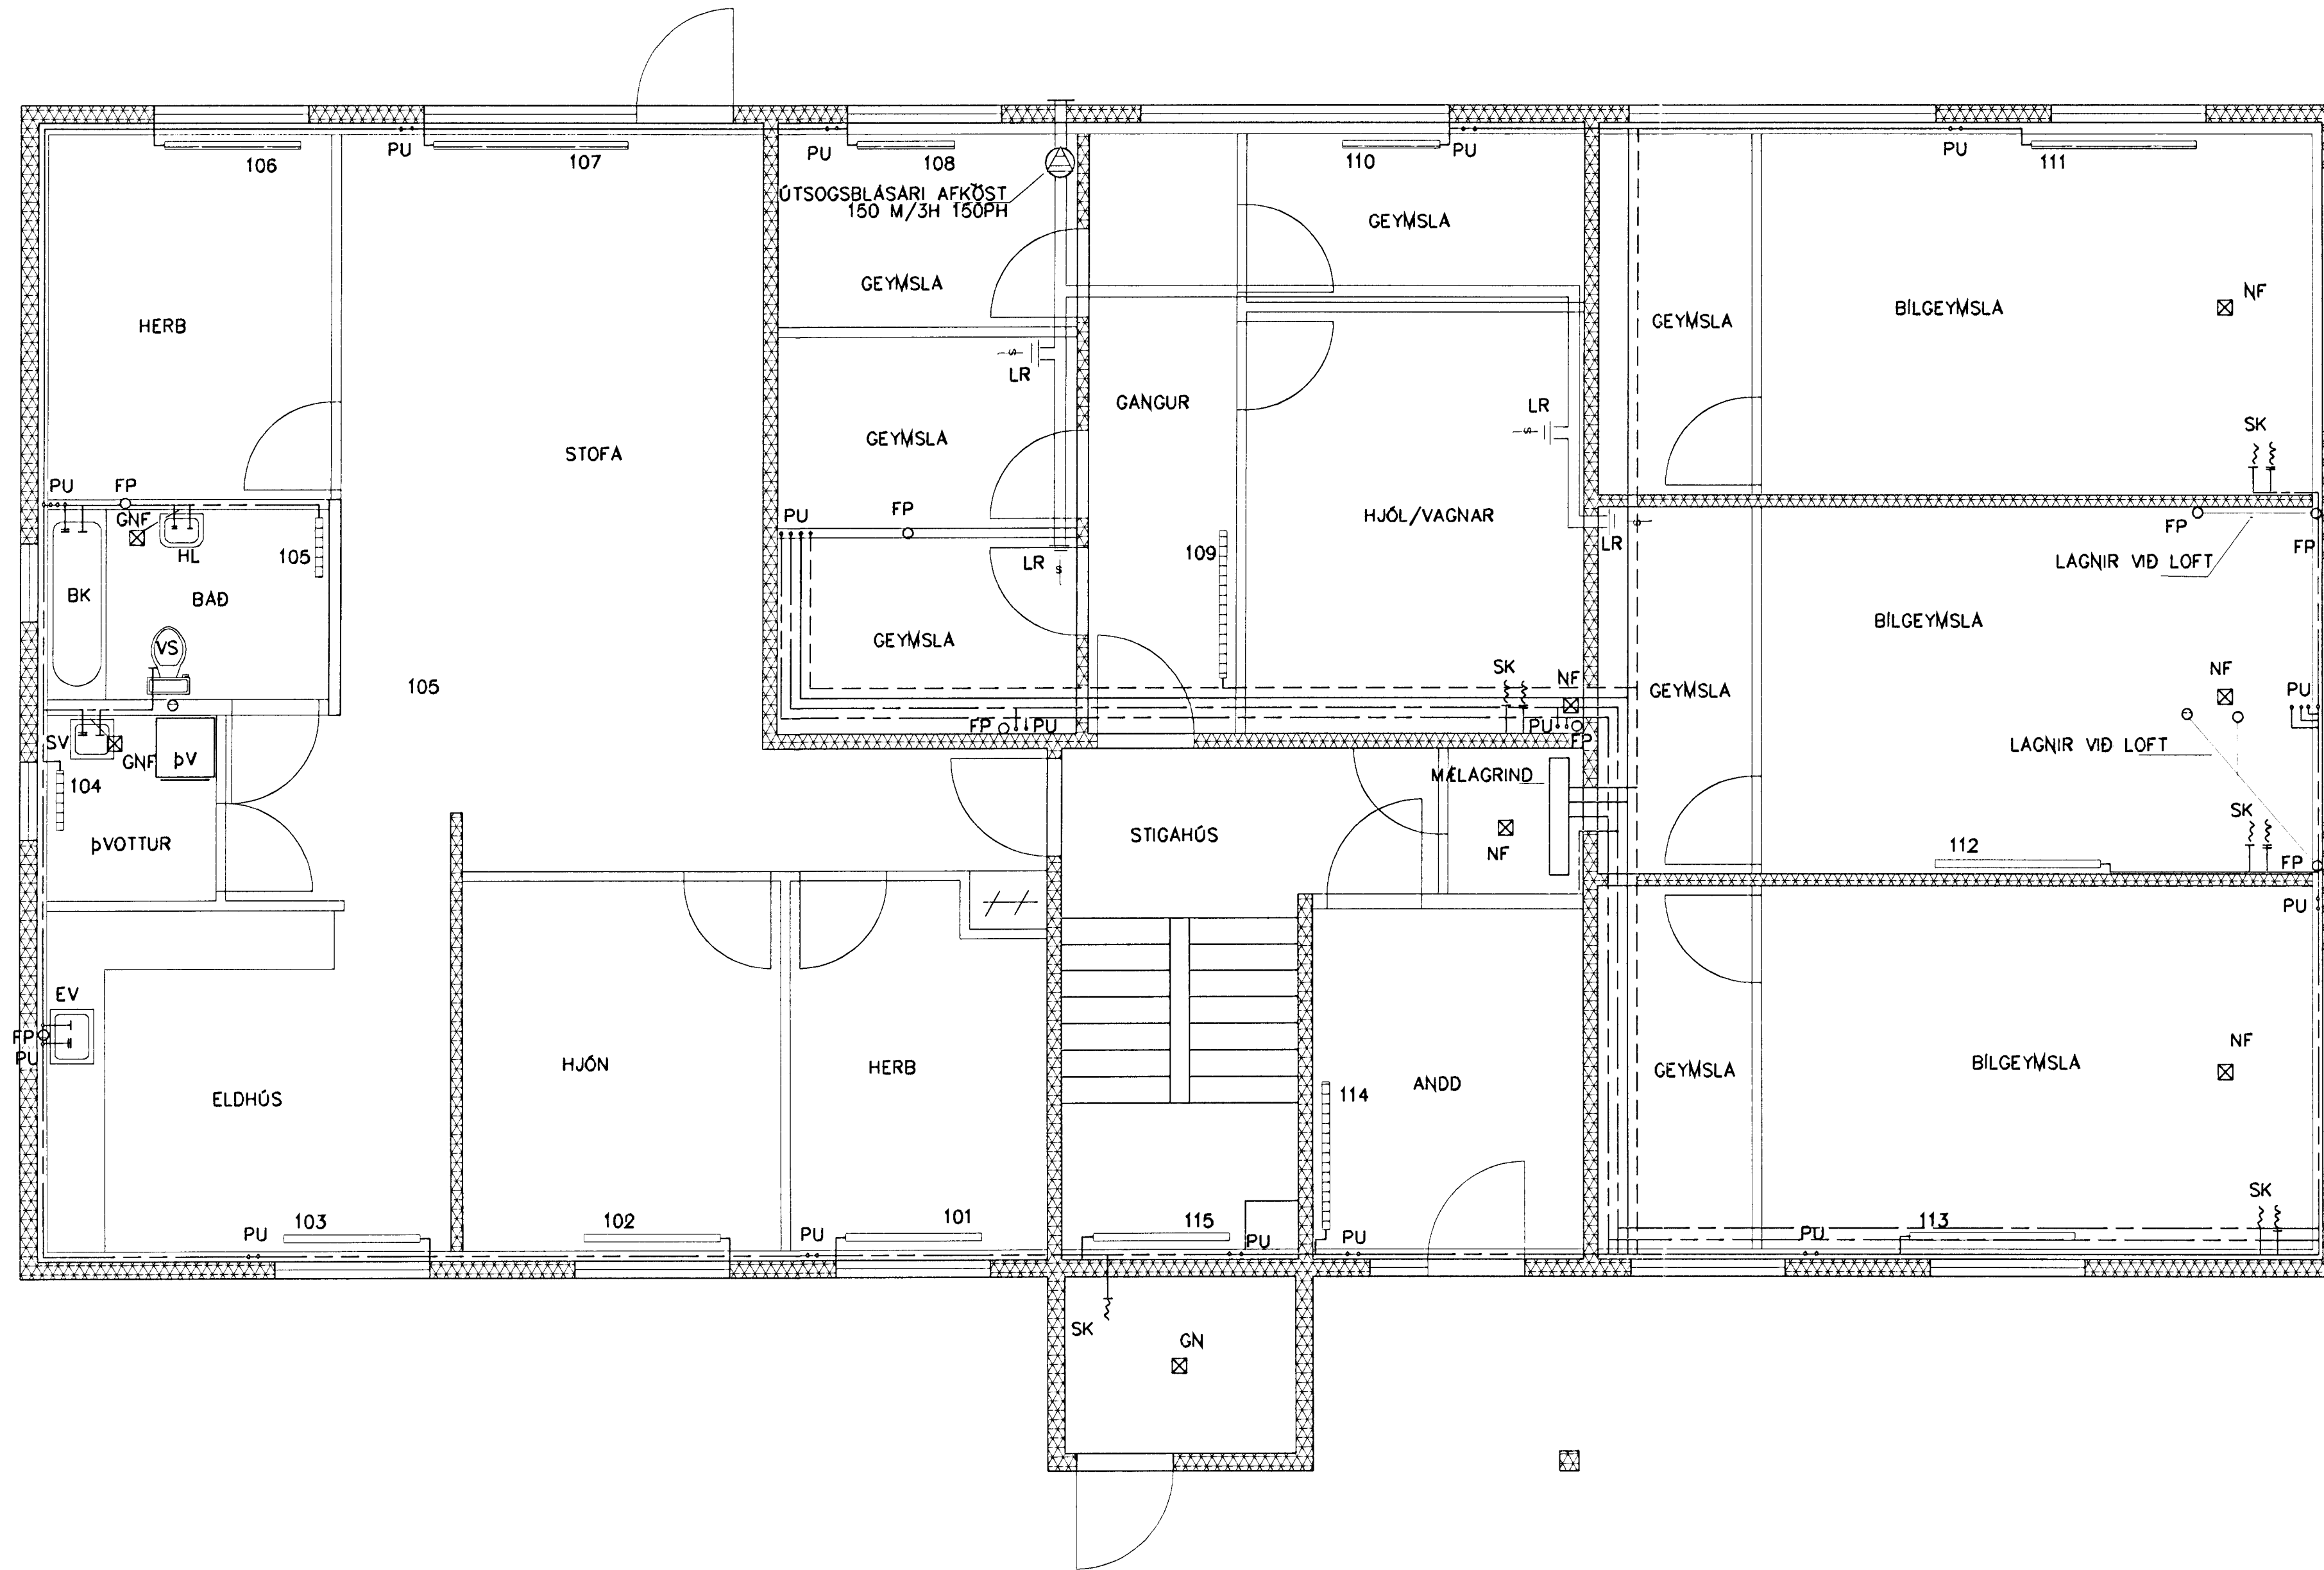 PU
106
107
PU
108
ÚTSOGSBLÁSARI AFKÖST
150 M/3H 150PH
110
PU
PU
111
GEYMSLA
GEYMSLA
HERB
GEYMSLA
BÍLGEYMSLA
NF
LR
GANGUR
LR
SK
GEYMSLA
STOFA
PU
FP
GNF
HL
105
PU
FP
HJÓL/VAGNAR
FP
FP
109
LR
LR
LAGNIR VIÐ LOFT
BK
BAÐ
GEYMSLA
BÍLGEYMSLA
VS
105
SK
NF
GEYMSLA
NF
PU
FP
PU
PU
FP
SV
GNF
ÞV
104
LAGNIR VIÐ LOFT
MÆLAGRIND
SK
ÞVOTTUR
STIGAHÚS
NF
112
FP
PU
EV
FP
PU
HJÓN
HERB
ELDHÚS
ANDD
114
GEYMSLA
BÍLGEYMSLA
NF
SK
PU
103
102
PU
101
115
PU
PU
PU
113
SK
GN